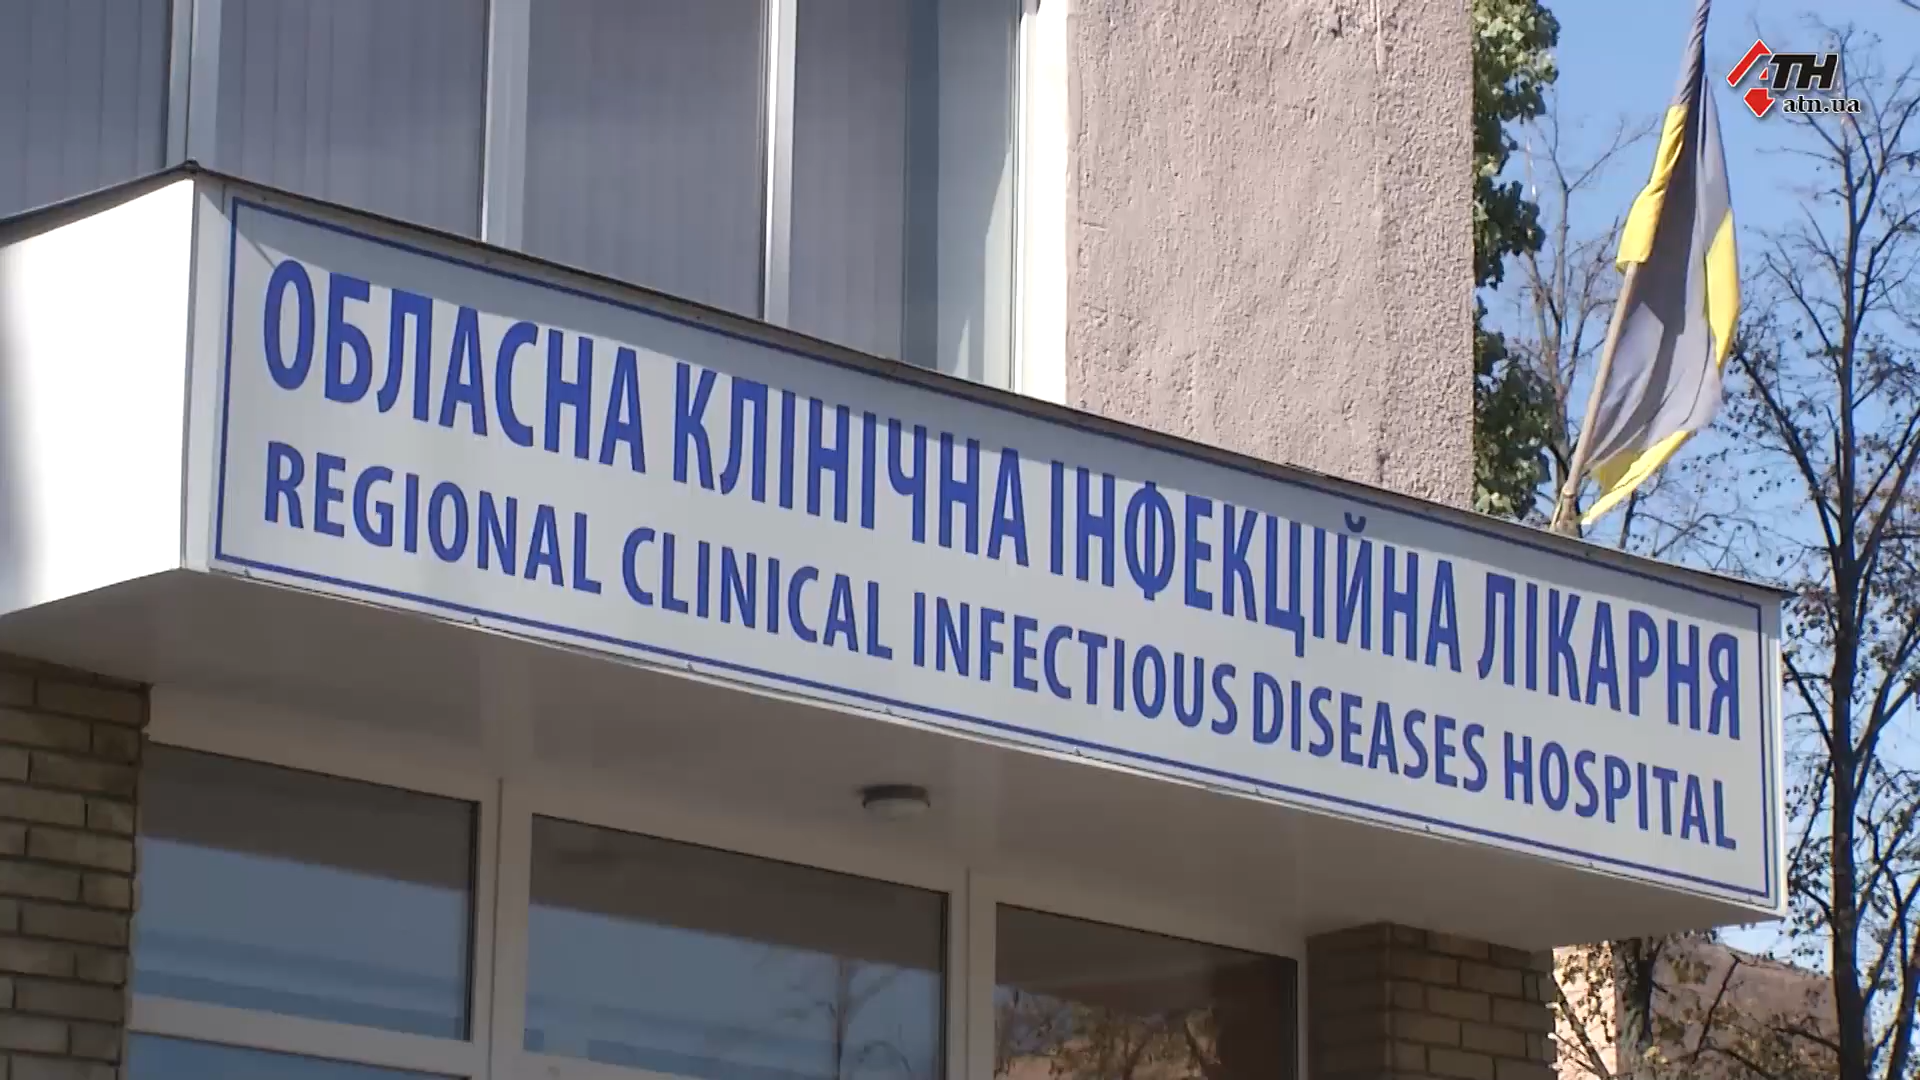 АТН
atn.ua
ОБЛАСНА КЛІНІЧНА ІНФЕКЦІЙНА ЛІКАРНЯ
REGIONAL CLINICAL INFECTIOUS DISEASES HOSPITAL